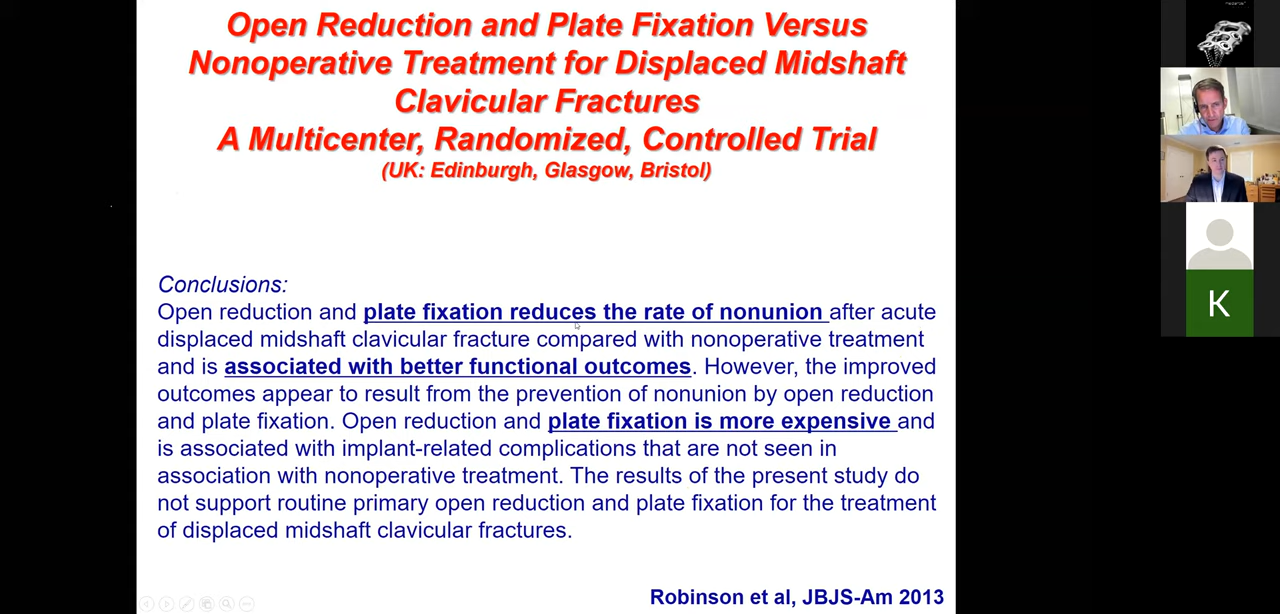 Open Reduction and Plate Fixation Versus
Nonoperative Treatment for Displaced Midshaft
Clavicular Fractures
A Multicenter, Randomized, Controlled Trial
(UK: Edinburgh, Glasgow, Bristol)
Conclusions:
Open reduction and plate fixation reduces the rate of nonunion after acute
displaced midshaft clavicular fracture compared with nonoperative treatment
and is associated with better functional outcomes. However, the improved
outcomes appear to result from the prevention of nonunion by open reduction
and plate fixation. Open reduction and plate fixation is more expensive and
is associated with implant-related complications that are not seen in
association with nonoperative treatment. The results of the present study do
not support routine primary open reduction and plate fixation for the treatment
of displaced midshaft clavicular fractures.
Robinson et al, JBJS-Am 2013
K